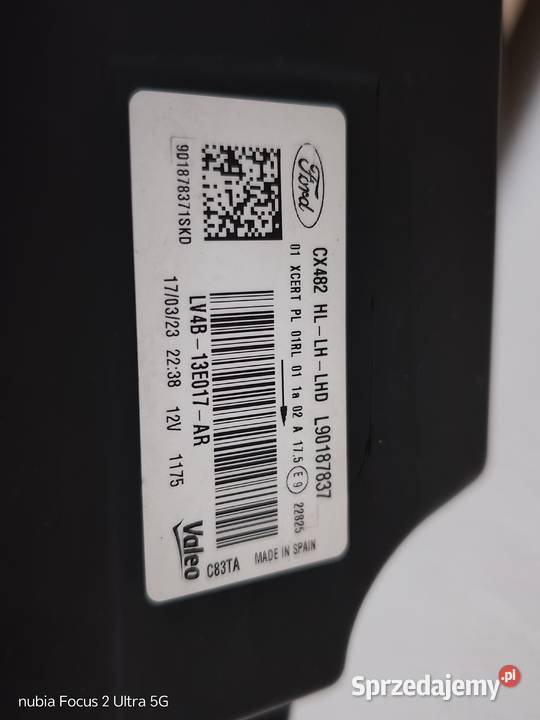 Ford
CX482 HL-LH-LHD L90187837
01 XCERT PL 01RL 01 1a 02 A 17.5 E9 22825
MADE IN SPAIN
901878371SKD
LV4B-13E017-AR
17/03/23 22:38 12V 1175
C83TA
Valeo
nubia Focus 2 Ultra 5G
Sprzedajemy.pl